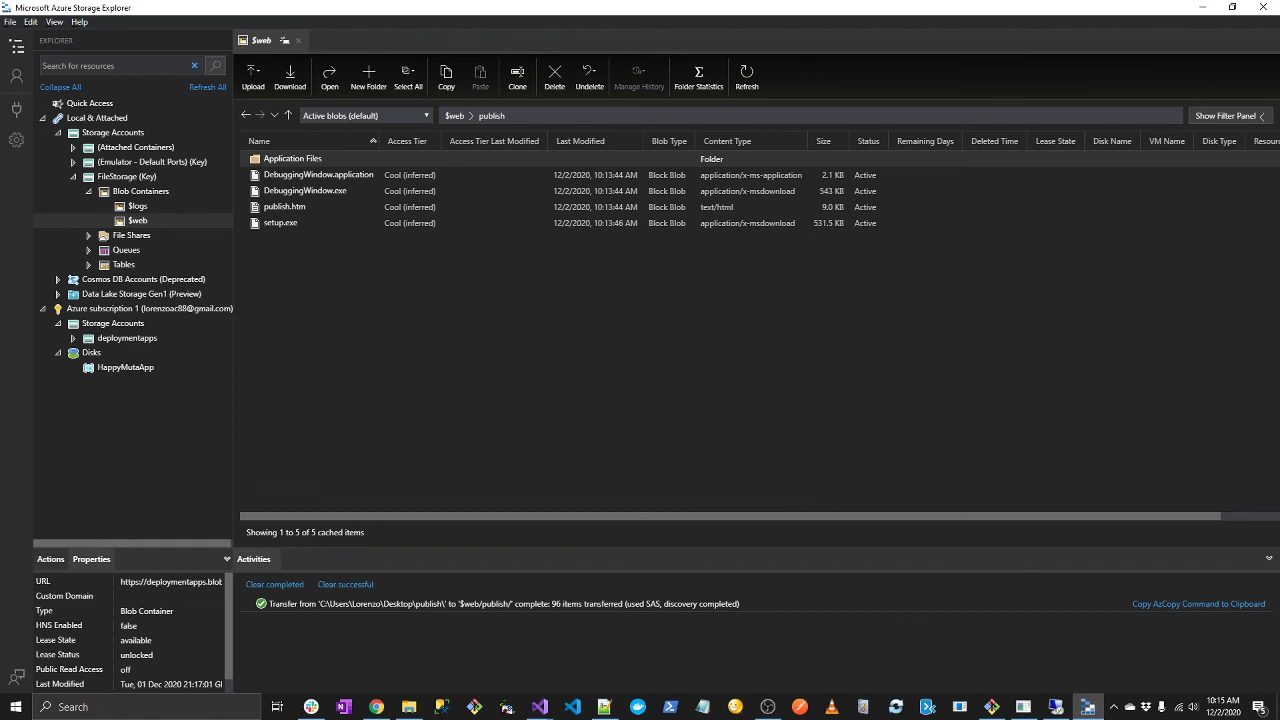 Microsoft Azure Storage Explorer
File Edit View Help
EXPLORER
Search for resources
Collapse All Refresh All
Quick Access
Local & Attached
Storage Accounts
(Attached Containers)
(Emulator - Default Ports) (Key)
FileStorage (Key)
Blob Containers
$logs
$web
File Shares
Queues
Tables
Cosmos DB Accounts (Deprecated)
Data Lake Storage Gen1 (Preview)
Azure subscription 1 (lorenzoac88@gmail.com)
Storage Accounts
deploymentapps
Disks
HappyMutaApp
Actions Properties
URL https://deploymentapps.blob
Custom Domain
Type Blob Container
HNS Enabled false
Lease State available
Lease Status unlocked
Public Read Access off
Last Modified Tue, 01 Dec 2020 21:17:01 G
$web
Upload Download Open New Folder Select All Copy Paste Clone Delete Undelete Manage History Folder Statistics Refresh
Active blobs (default) $web publish Show Filter Panel
Name Access Tier Access Tier Last Modified Last Modified Blob Type Content Type Size Status Remaining Days Deleted Time Lease State Disk Name VM Name Disk Type Resourc
Application Files Folder
DebuggingWindow.application Cool (inferred) 12/2/2020, 10:13:44 AM Block Blob application/x-ms-application 2.1 KB Active
DebuggingWindow.exe Cool (inferred) 12/2/2020, 10:13:44 AM Block Blob application/x-msdownload 543 KB Active
publish.htm Cool (inferred) 12/2/2020, 10:13:44 AM Block Blob text/html 9.0 KB Active
setup.exe Cool (inferred) 12/2/2020, 10:13:46 AM Block Blob application/x-msdownload 531.5 KB Active
Showing 1 to 5 of 5 cached items
Activities
Clear completed Clear successful
Transfer from 'C:\Users\Lorenzo\Desktop\publish\' to '$web/publish/' complete: 96 items transferred (used SAS, discovery completed)
Copy AzCopy Command to Clipboard
Search
10:15 AM
12/2/2020